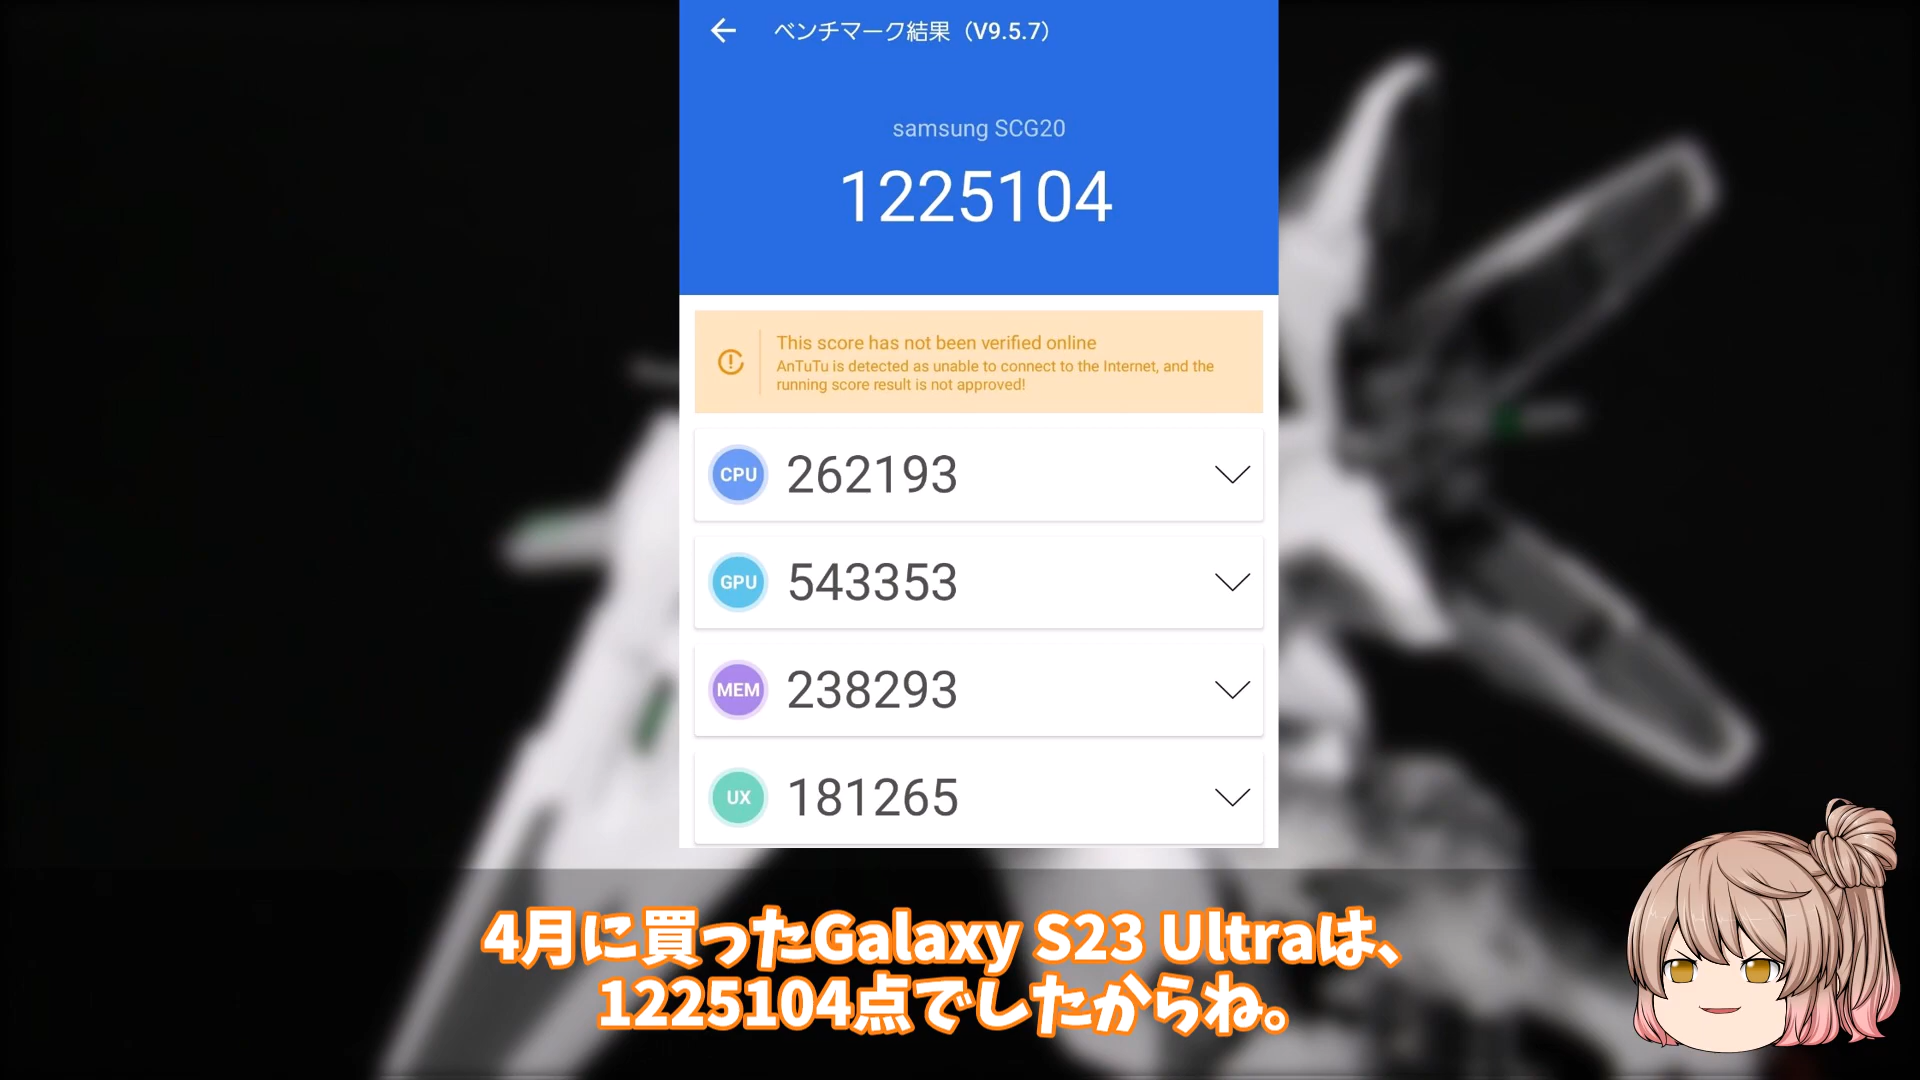 ベンチマーク結果（V9.5.7）
samsung SCG20
1225104
This score has not been verified online
AnTuTu is detected as unable to connect to the Internet, and the
running score result is not approved!
CPU 262193
GPU 543353
MEM 238293
UX 181265
4月に買ったGalaxy S23 Ultraは、
1225104点でしたからね。